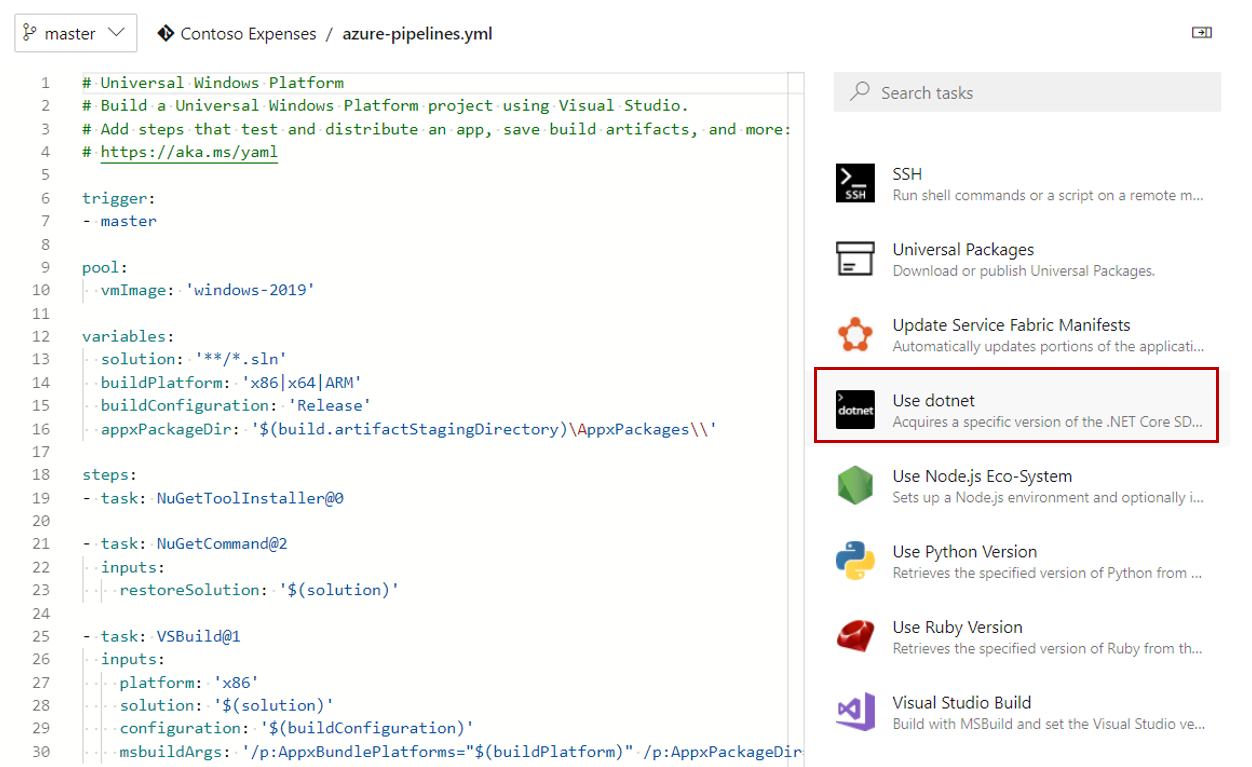 master
Contoso Expenses / azure-pipelines.yml
1 # Universal Windows Platform
2 # Build a Universal Windows Platform project using Visual Studio.
3 # Add steps that test and distribute an app, save build artifacts, and more:
4 # https://aka.ms/yaml
5
6 trigger:
7 - master
8
9 pool:
10 vmImage: 'windows-2019'
11
12 variables:
13 solution: '**/*.sln'
14 buildPlatform: 'x86|x64|ARM'
15 buildConfiguration: 'Release'
16 appxPackageDir: '$(build.artifactStagingDirectory)\AppxPackages\\'
17
18 steps:
19 - task: NuGetToolInstaller@0
20
21 - task: NuGetCommand@2
22 inputs:
23 restoreSolution: '$(solution)'
24
25 - task: VSBuild@1
26 inputs:
27 platform: 'x86'
28 solution: '$(solution)'
29 configuration: '$(buildConfiguration)'
30 msbuildArgs: '/p:AppxBundlePlatforms="$(buildPlatform)" /p:AppxPackageDir=
Search tasks
SSH
SSH
Run shell commands or a script on a remote m...
Universal Packages
Download or publish Universal Packages.
Update Service Fabric Manifests
Automatically updates portions of the applicati...
dotnet
Use dotnet
Acquires a specific version of the .NET Core SD...
Use Node.js Eco-System
Sets up a Node.js environment and optionally i...
Use Python Version
Retrieves the specified version of Python from ...
Use Ruby Version
Retrieves the specified version of Ruby from th...
Visual Studio Build
Build with MSBuild and set the Visual Studio ve...